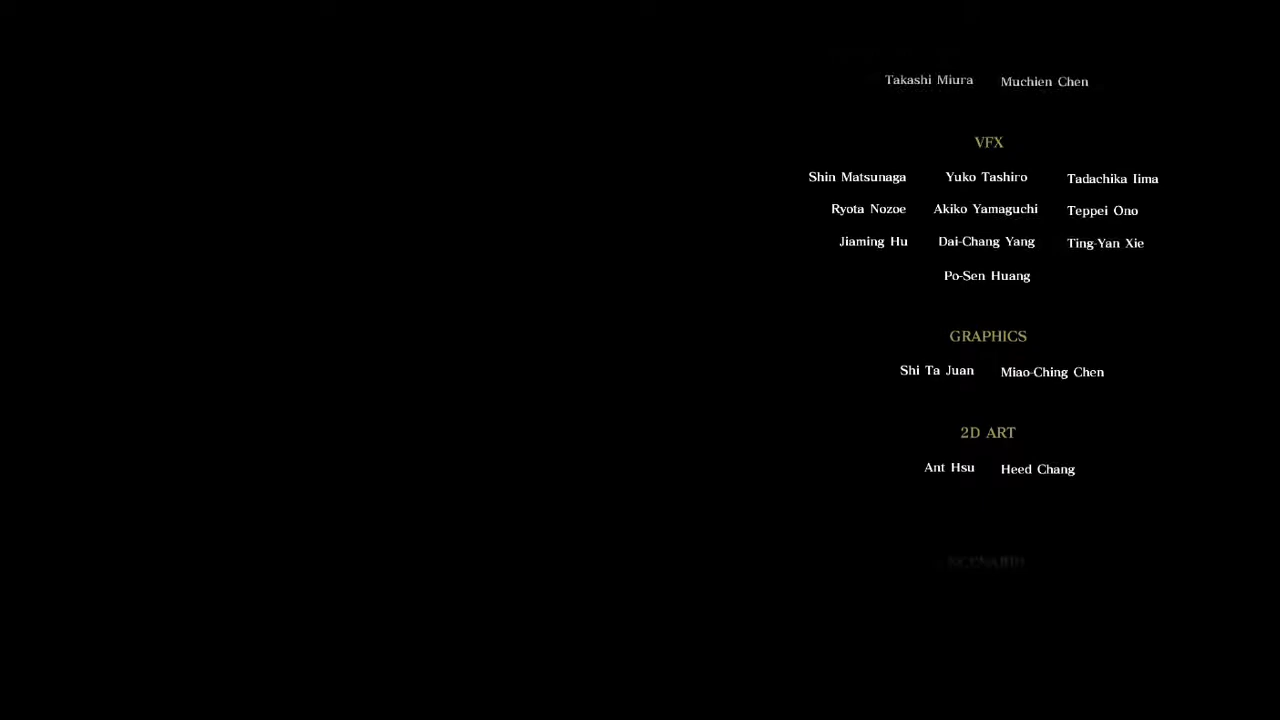 Takashi Miura Muchien Chen
VFX
Shin Matsunaga Yuko Tashiro Tadachika Iima
Ryota Nozoe Akiko Yamaguchi Teppei Ono
Jiaming Hu Dai-Chang Yang Ting-Yan Xie
Po-Sen Huang
GRAPHICS
Shi Ta Juan Miao-Ching Chen
2D ART
Ant Hsu Heed Chang